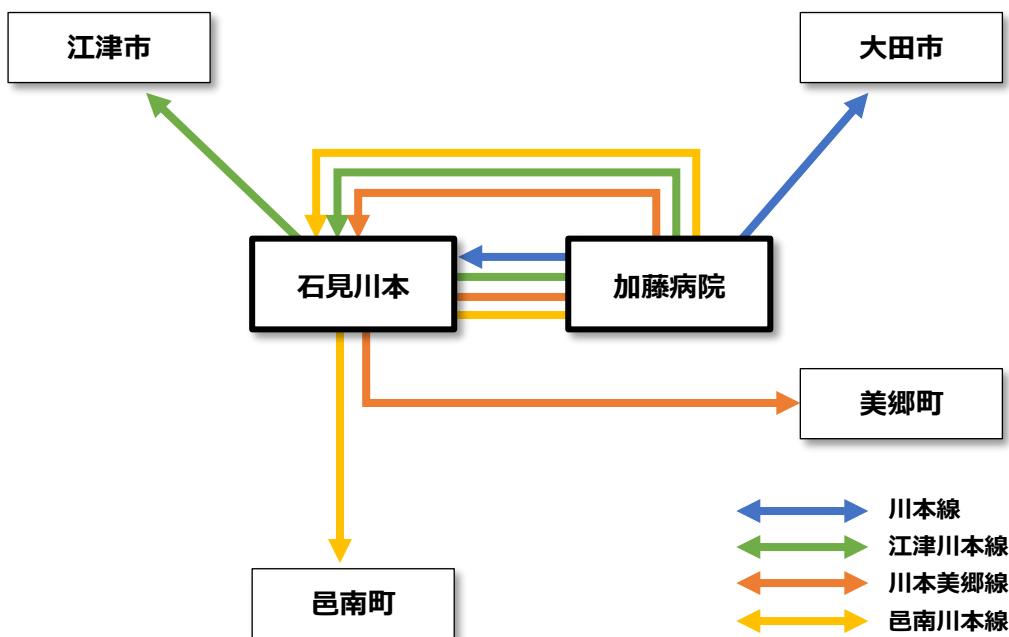 江津市
大田市
石見川本
加藤病院
美郷町
邑南町
川本線
江津川本線
川本美郷線
邑南川本線